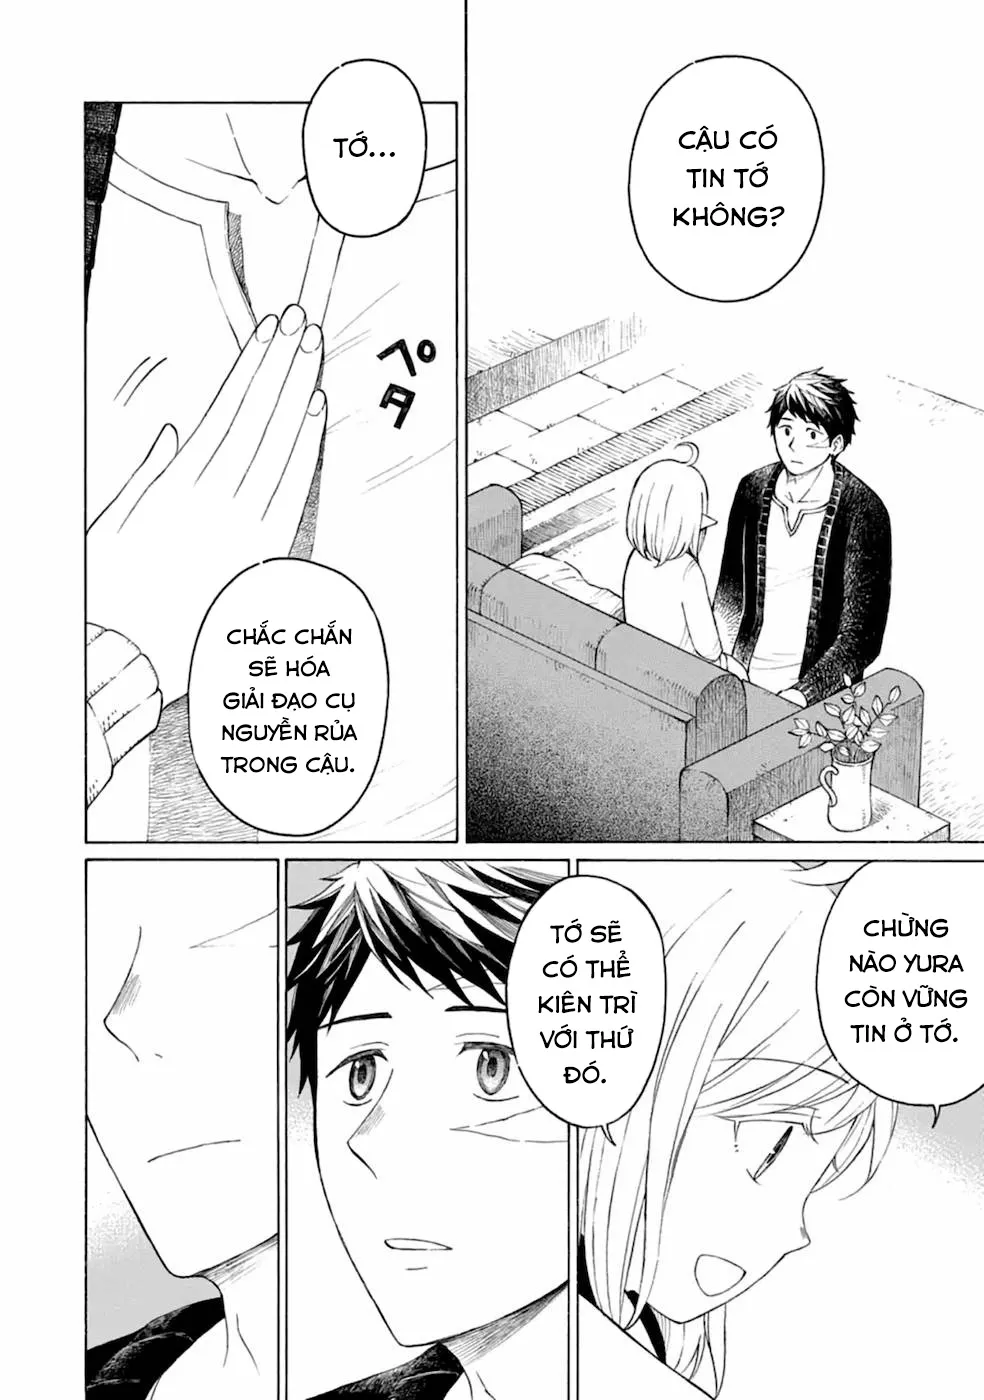 CẬU CÓ
TIN TỚ
KHÔNG?
TỚ...
ペタ
CHẮC CHẮN
SẼ HÓA
GIẢI ĐẠO CỤ
NGUYỀN RỦA
TRONG CẬU.
CHỪNG
NÀO YURA
CÒN VỮNG
TIN Ở TỚ.
TỚ SẼ
CÓ THỂ
KIÊN TRÌ
VỚI THỨ
ĐÓ.